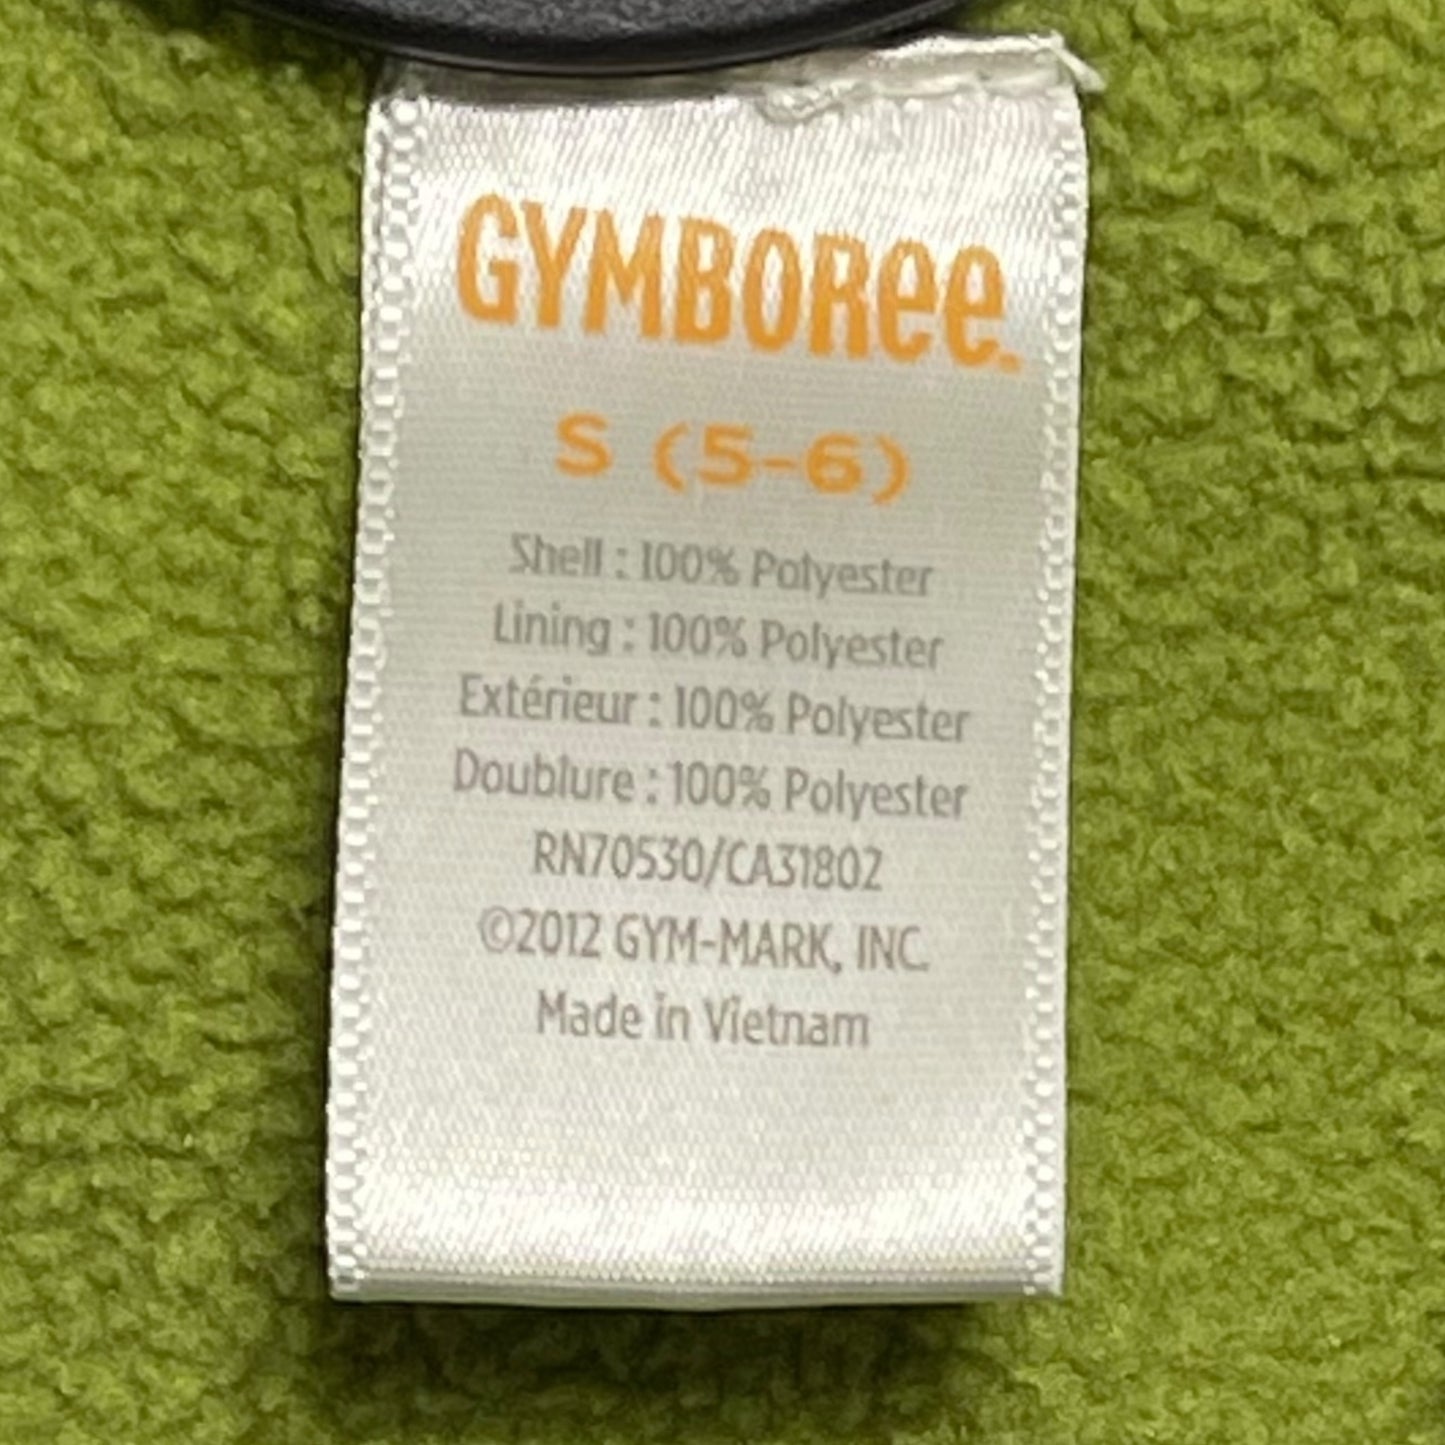 GYMBOREE
S (5-6)
Shell : 100% Polyester
Lining : 100% Polyester
Extérieur : 100% Polyester
Doublure : 100% Polyester
RN70530/CA31802
©2012 GYM-MARK, INC.
Made in Vietnam